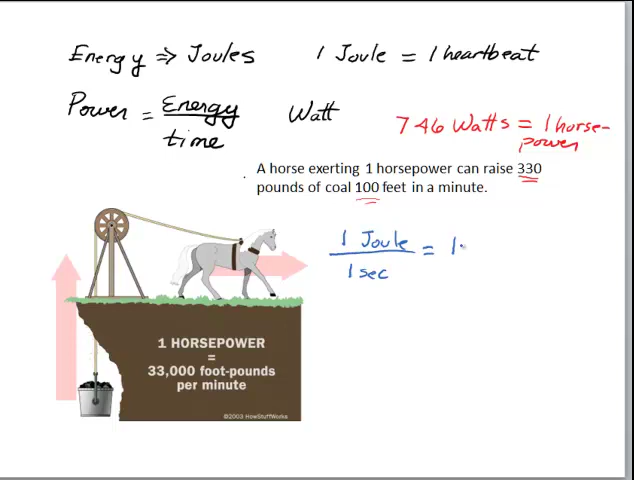 Energy ⇒ Joules 1 Joule = 1 heartbeat
Power = Energy / time Watt
746 Watts = 1 horse-
power
A horse exerting 1 horsepower can raise 330
pounds of coal 100 feet in a minute.
1 Joule / 1 sec = 1
1 HORSEPOWER
=
33,000 foot-pounds
per minute
©2003 HowStuffWorks